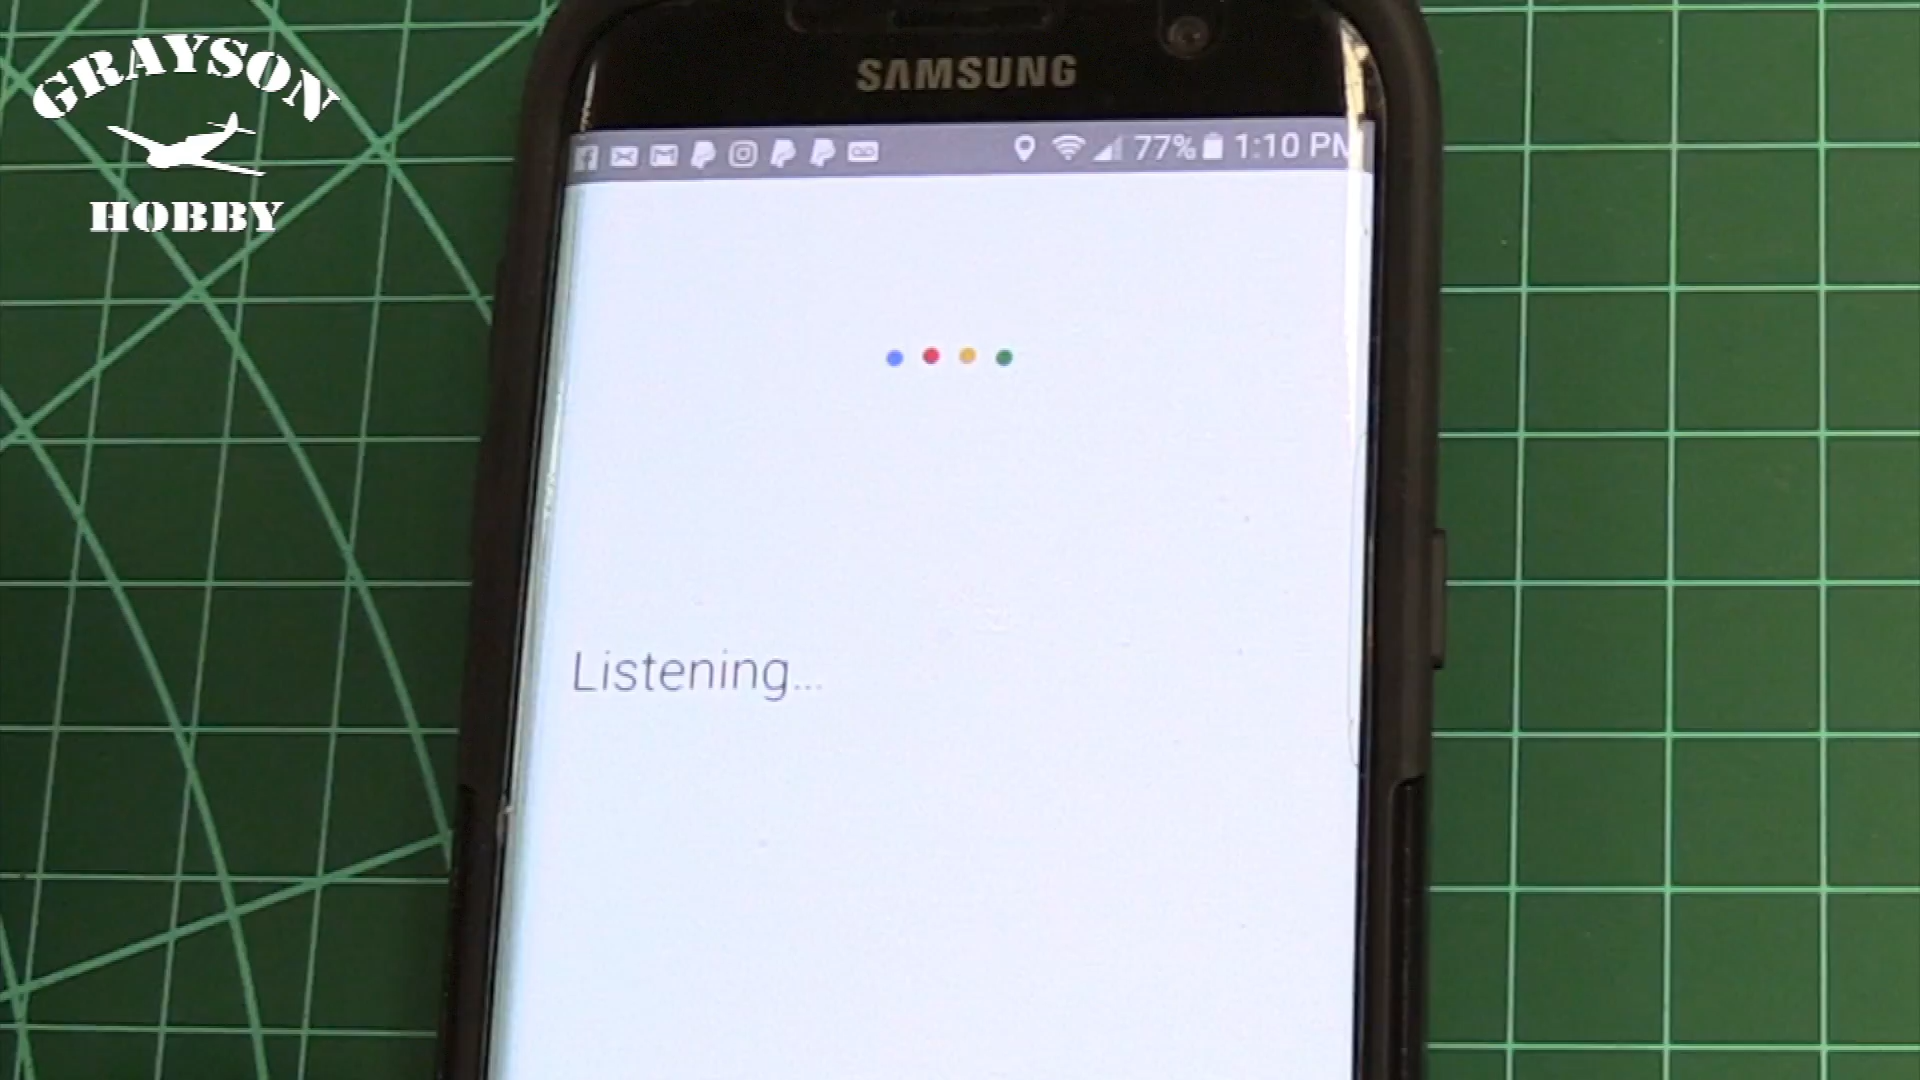 GRAYSON
HOBBY
SAMSUNG
77% 1:10 PM
Listening...